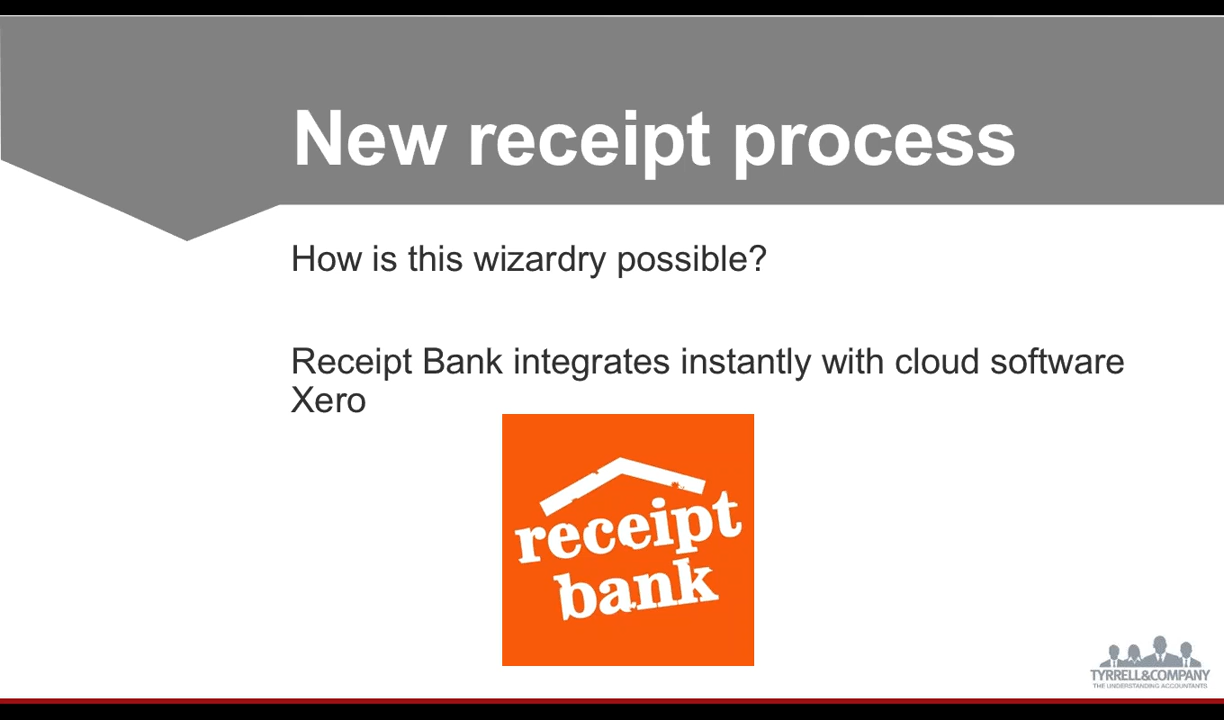 New receipt process
How is this wizardry possible?
Receipt Bank integrates instantly with cloud software
Xero
receipt
bank
TYRRELL&COMPANY
THE UNDERSTANDING ACCOUNTANTS